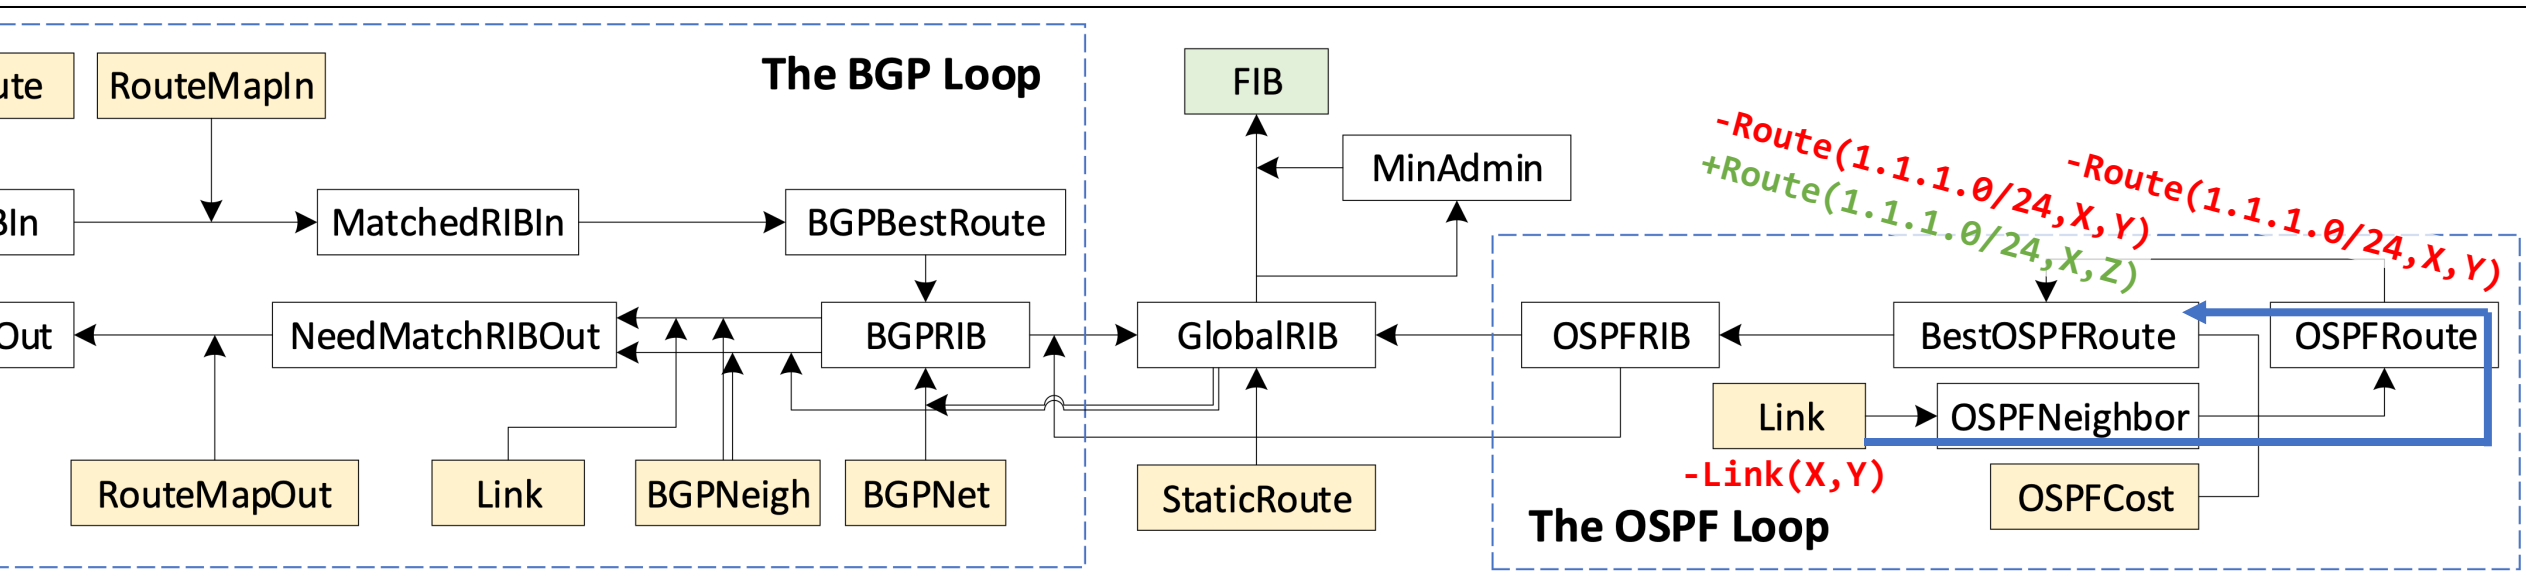 ute
RouteMapIn
The BGP Loop
FIB
MinAdmin
-Route(1.1.1.0/24,X,Y)
+Route(1.1.1.0/24,X,Z)
-Route(1.1.1.0/24,X,Y)
BIn
MatchedRIBIn
BGPBestRoute
Out
NeedMatchRIBOut
BGPRIB
GlobalRIB
OSPFRIB
BestOSPFRoute
OSPFRoute
Link
OSPFNeighbor
-Link(X,Y)
RouteMapOut
Link
BGPNeigh
BGPNet
StaticRoute
OSPFCost
The OSPF Loop